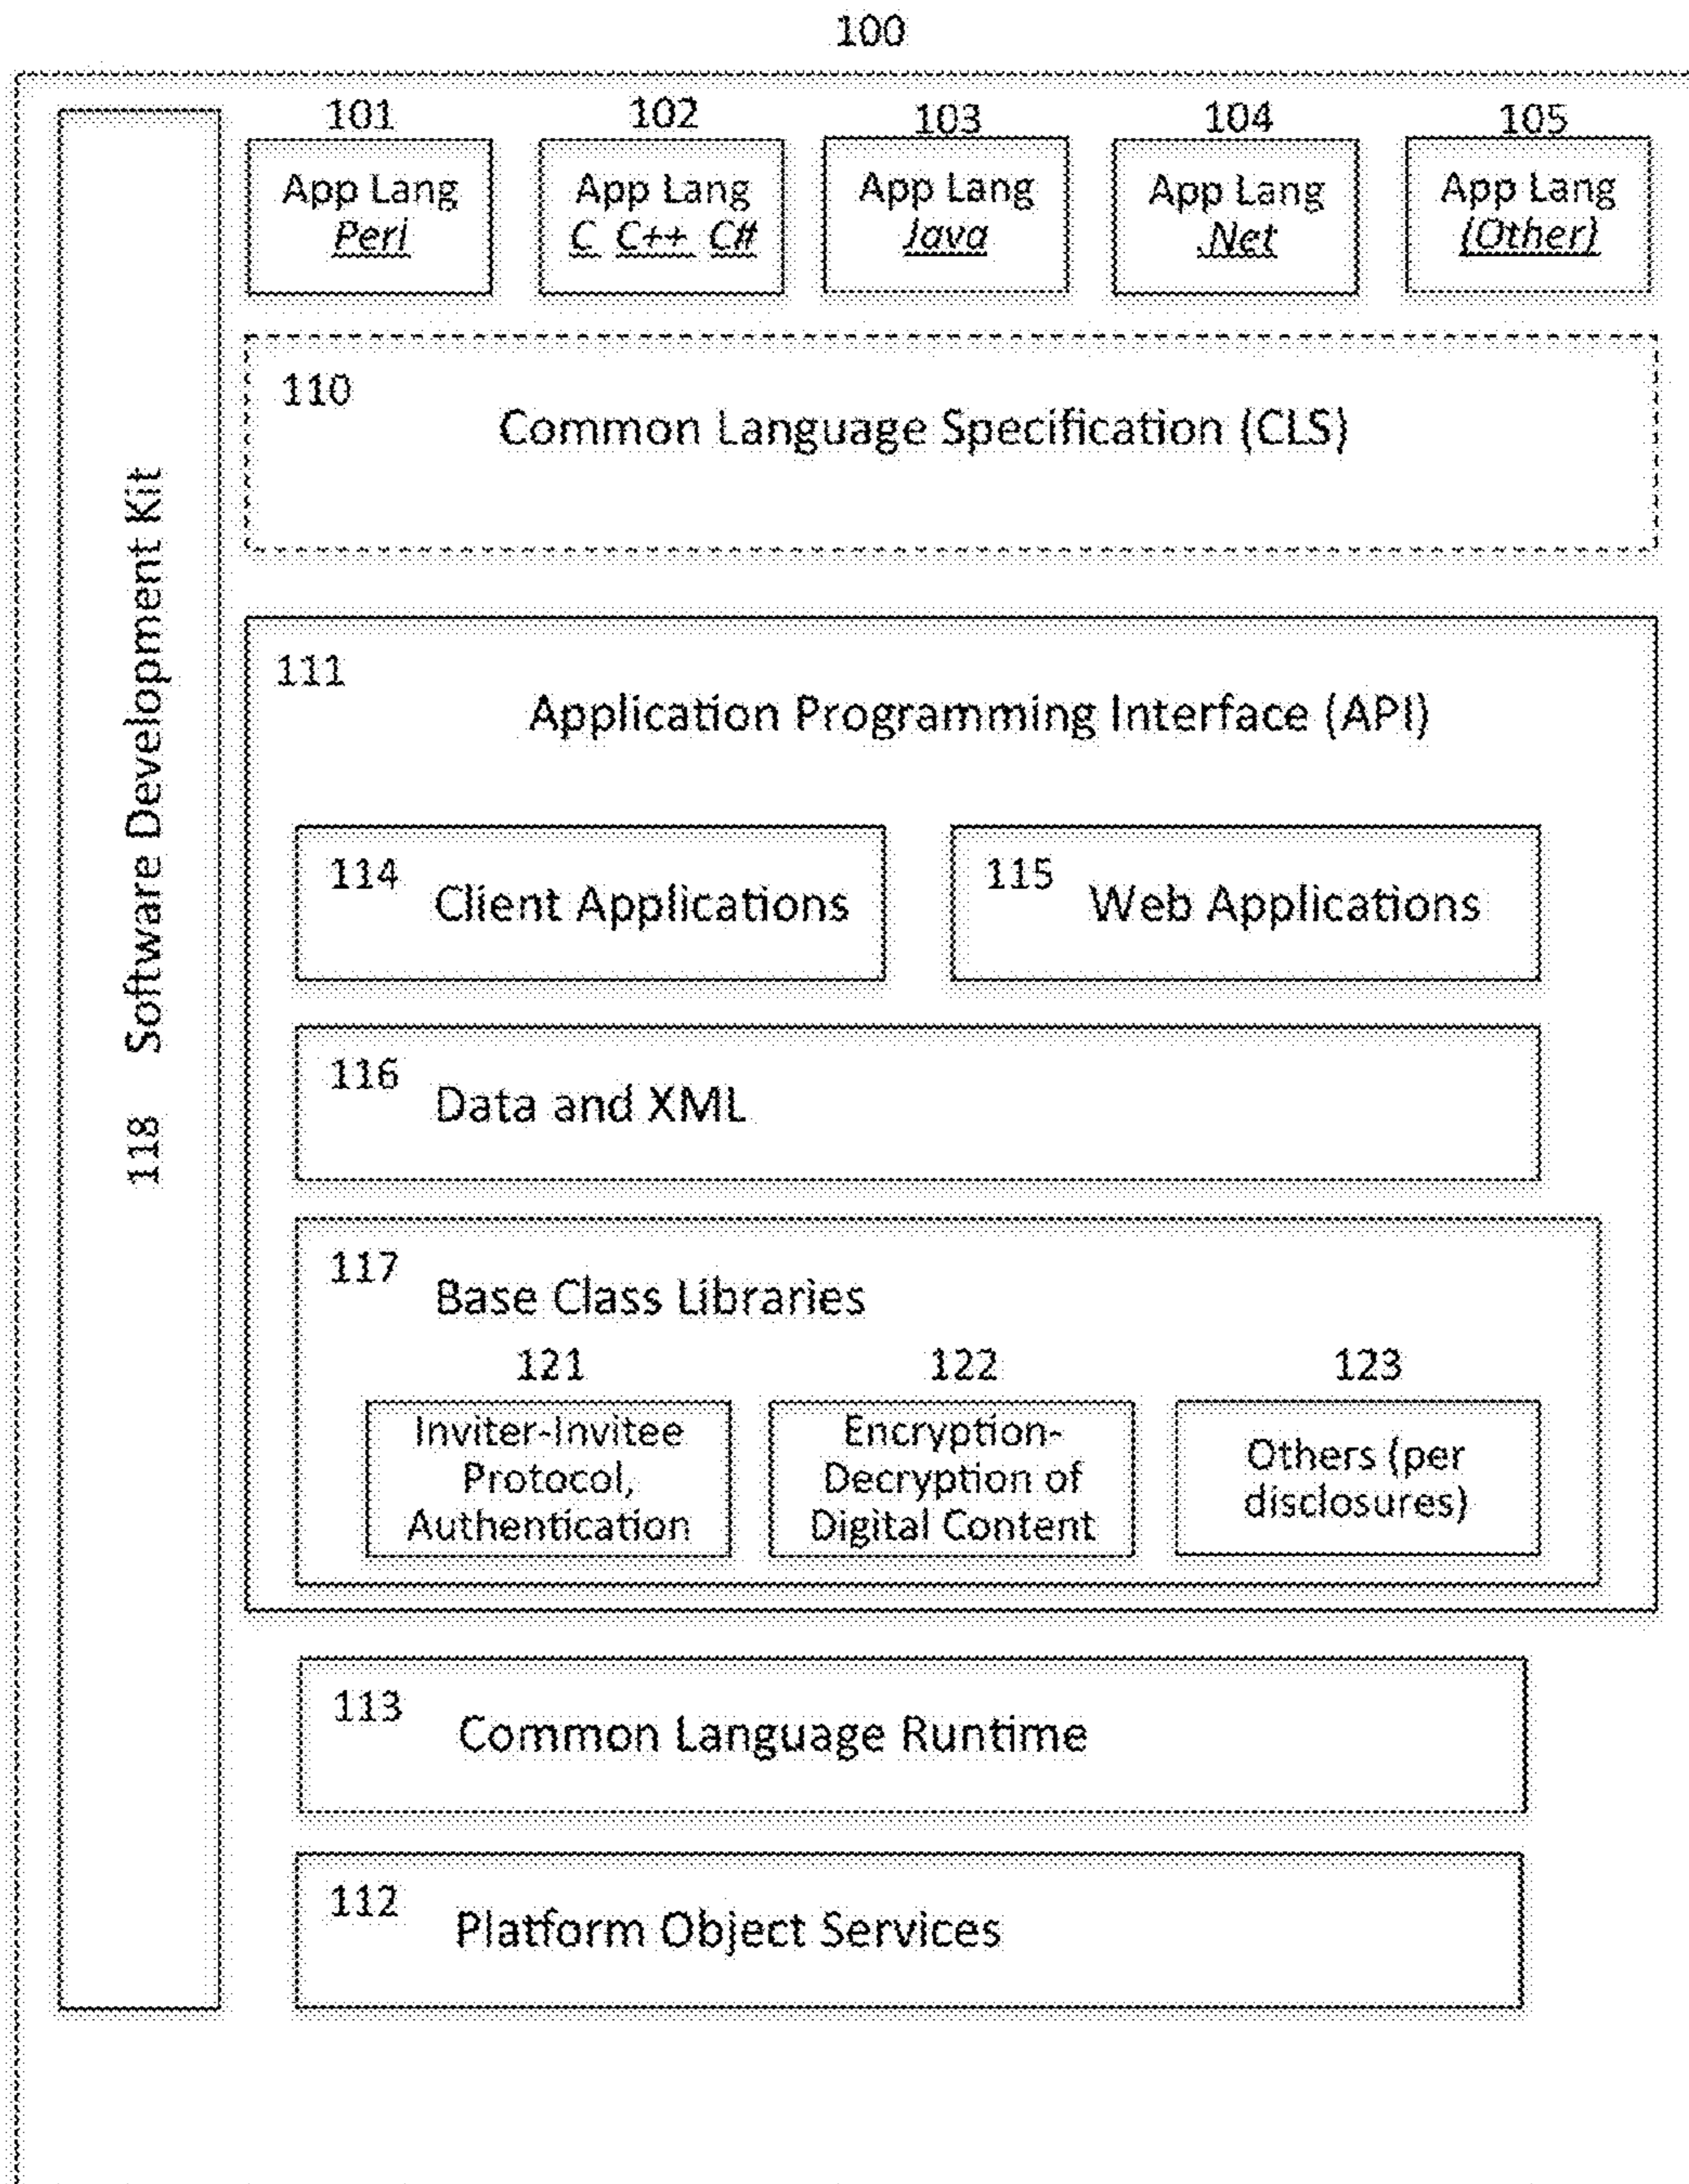 100
101
102
103
104
105
App Lang
Perl
App Lang
C C++ C#
App Lang
Java
App Lang
.Net
App Lang
(Other)
118 Software Development Kit
110
Common Language Specification (CLS)
111
Application Programming Interface (API)
114
Client Applications
115
Web Applications
116
Data and XML
117
Base Class Libraries
121
Inviter-Invitee
Protocol,
Authentication
122
Encryption-
Decryption of
Digital Content
123
Others (per
disclosures)
113
Common Language Runtime
112
Platform Object Services